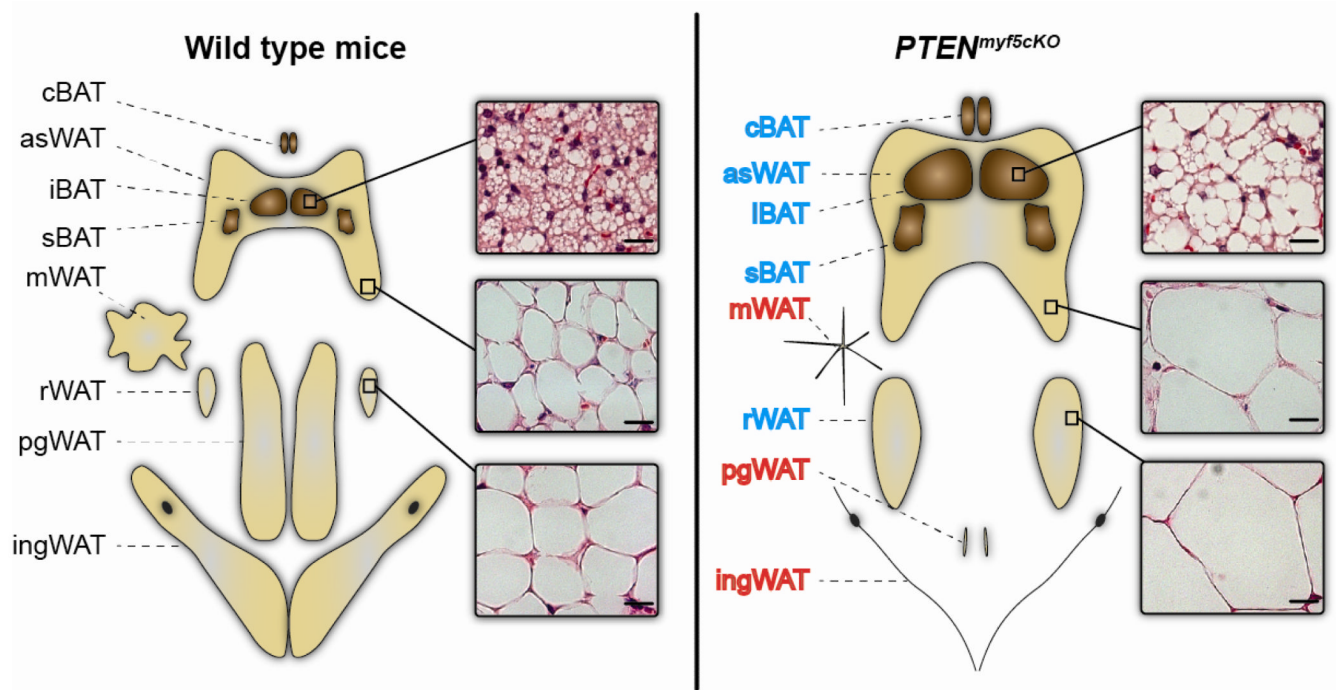 Wild type mice
cBAT
asWAT
iBAT
sBAT
mWAT
rWAT
pgWAT
ingWAT
PTENmyf5cKO
cBAT
asWAT
lBAT
sBAT
mWAT
rWAT
pgWAT
ingWAT